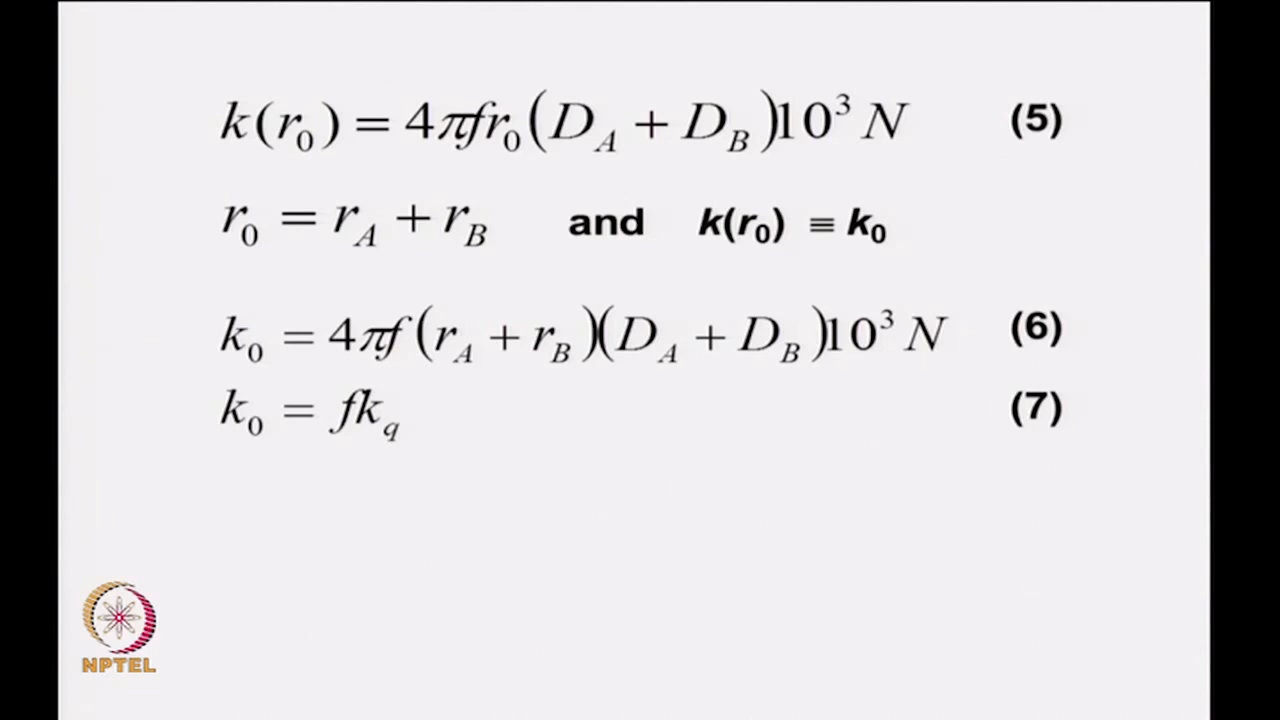 k(r₀) = 4πfr₀(D_A + D_B)10³ N (5)
r₀ = r_A + r_B and k(r₀) ≡ k₀
k₀ = 4πf(r_A + r_B)(D_A + D_B)10³ N (6)
k₀ = fk_q (7)
NPTEL